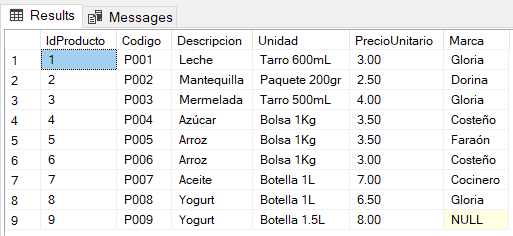 Results Messages
IdProducto Codigo Descripcion Unidad PrecioUnitario Marca
1 1 P001 Leche Tarro 600mL 3.00 Gloria
2 2 P002 Mantequilla Paquete 200gr 2.50 Dorina
3 3 P003 Mermelada Tarro 500mL 4.00 Gloria
4 4 P004 Azúcar Bolsa 1Kg 3.50 Costeño
5 5 P005 Arroz Bolsa 1Kg 3.50 Faraón
6 6 P006 Arroz Bolsa 1Kg 3.00 Costeño
7 7 P007 Aceite Botella 1L 7.00 Cocinero
8 8 P008 Yogurt Botella 1L 6.50 Gloria
9 9 P009 Yogurt Botella 1.5L 8.00 NULL